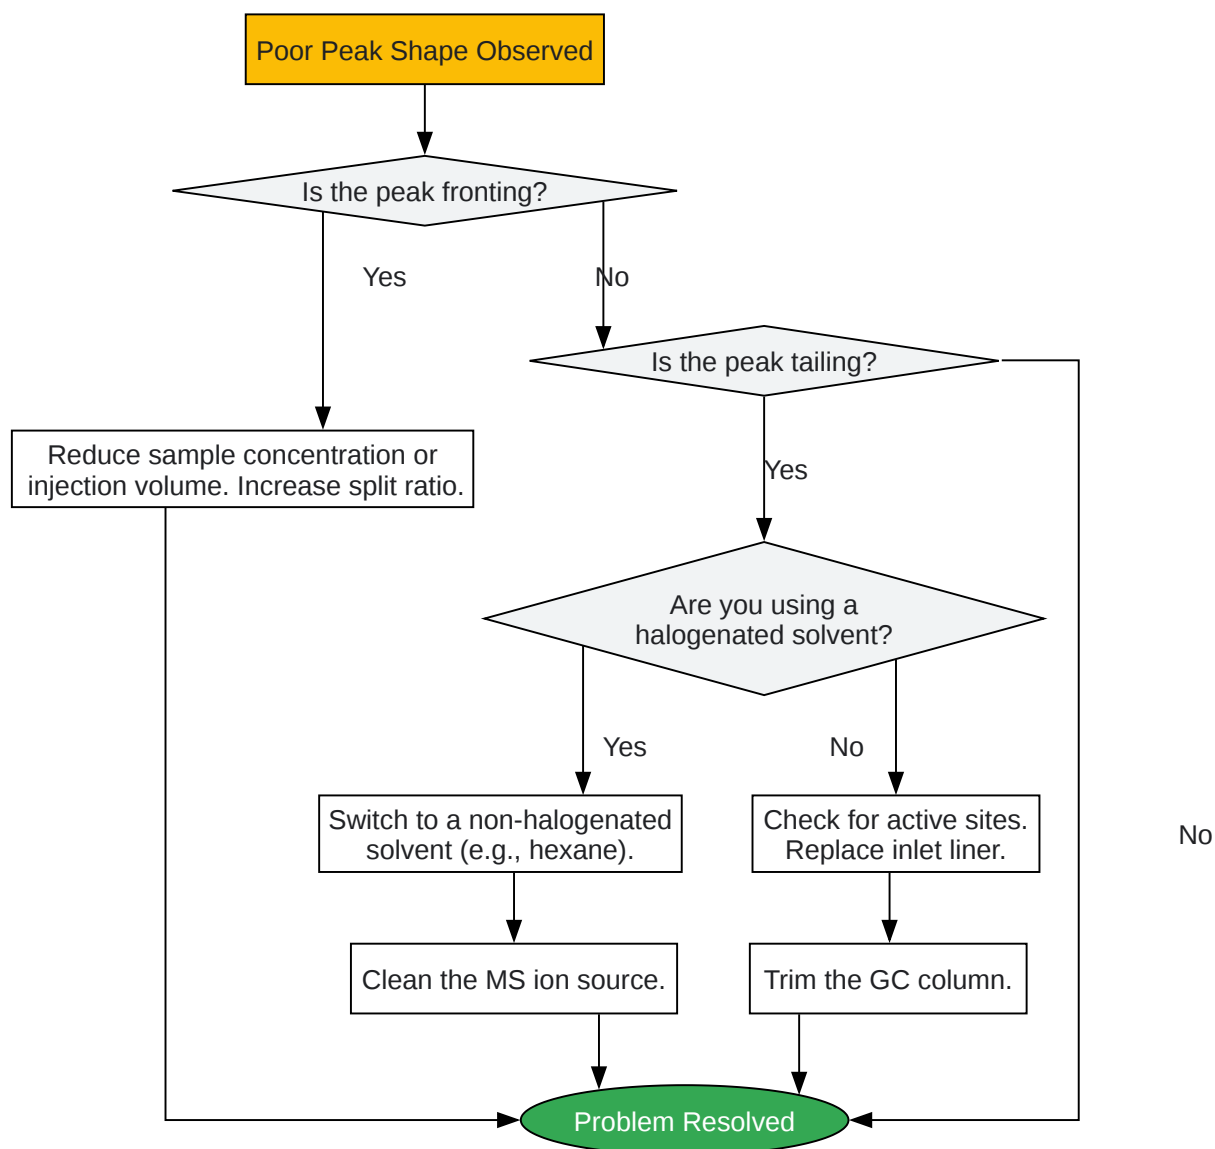 Poor Peak Shape Observed
Is the peak fronting?
Yes
No
Is the peak tailing?
Reduce sample concentration or
injection volume. Increase split ratio.
Yes
Are you using a
halogenated solvent?
Yes
No
Switch to a non-halogenated
solvent (e.g., hexane).
Check for active sites.
Replace inlet liner.
No
Clean the MS ion source.
Trim the GC column.
Problem Resolved